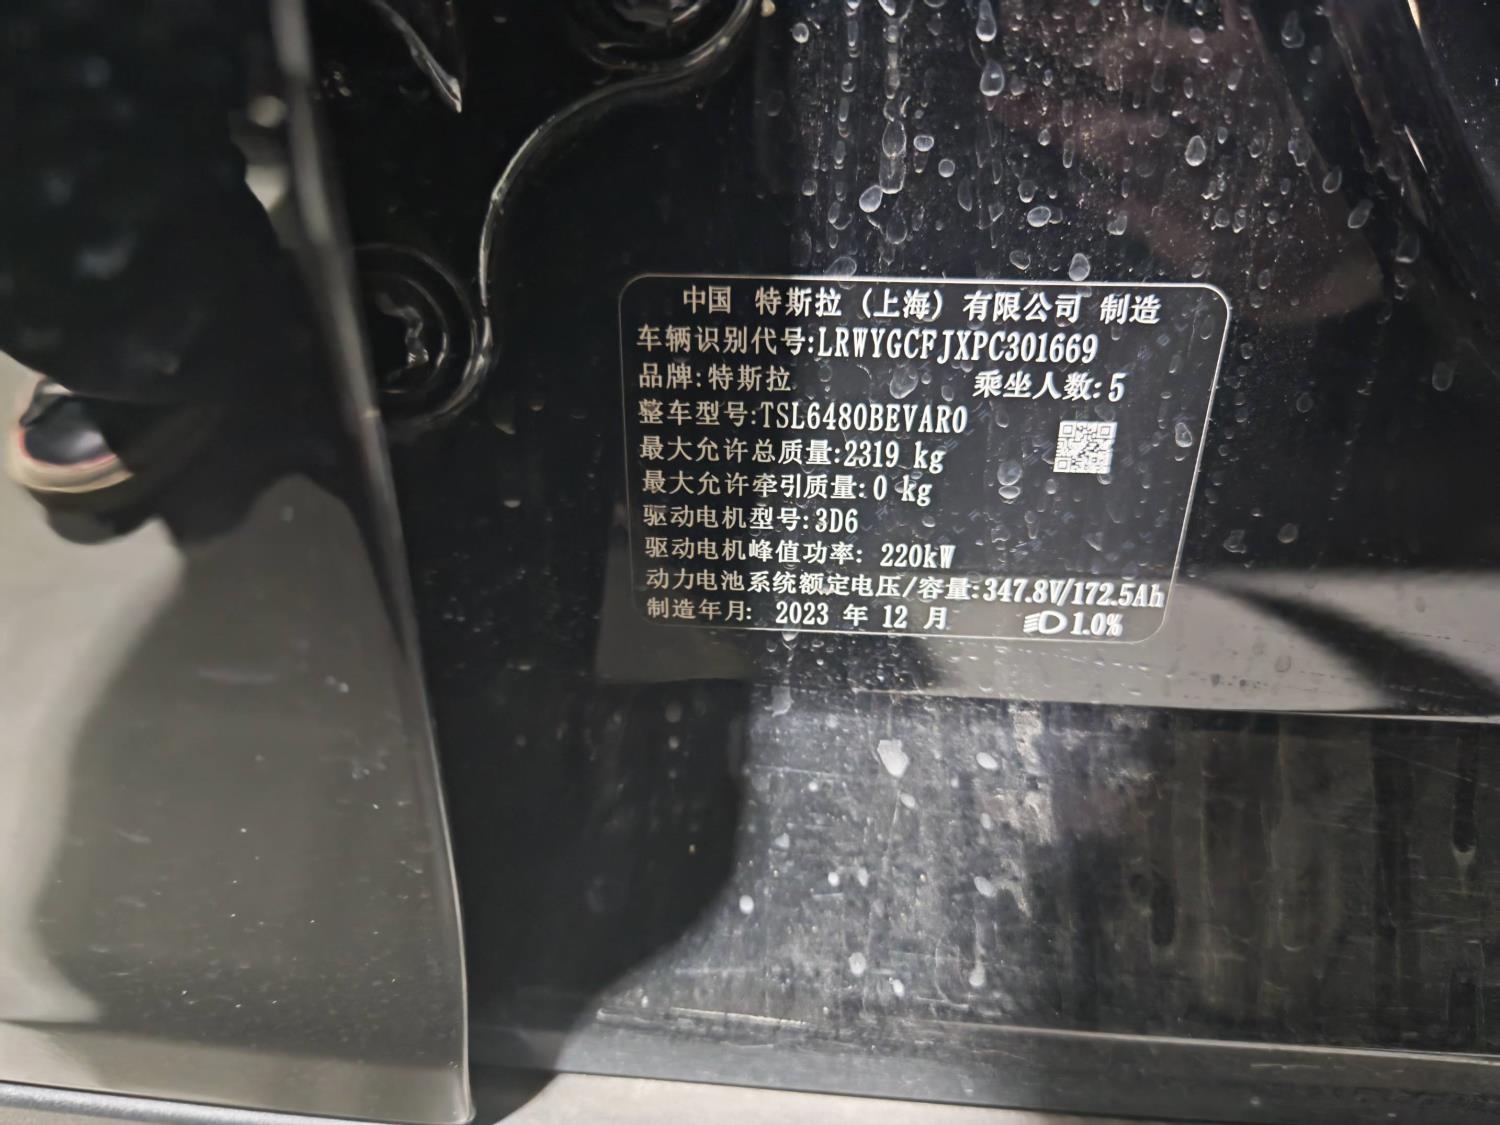 中国 特斯拉 (上海) 有限公司 制造
车辆识别代号:LRWYGCFJXPC301669
品牌:特斯拉 乘坐人数:5
整车型号:TSL6480BEVAR0
最大允许总质量:2319 kg
最大允许牵引质量:0 kg
驱动电机型号:3D6
驱动电机峰值功率: 220kW
动力电池系统额定电压/容量:347.8V/172.5Ah
制造年月: 2023 年 12 月 1.0%